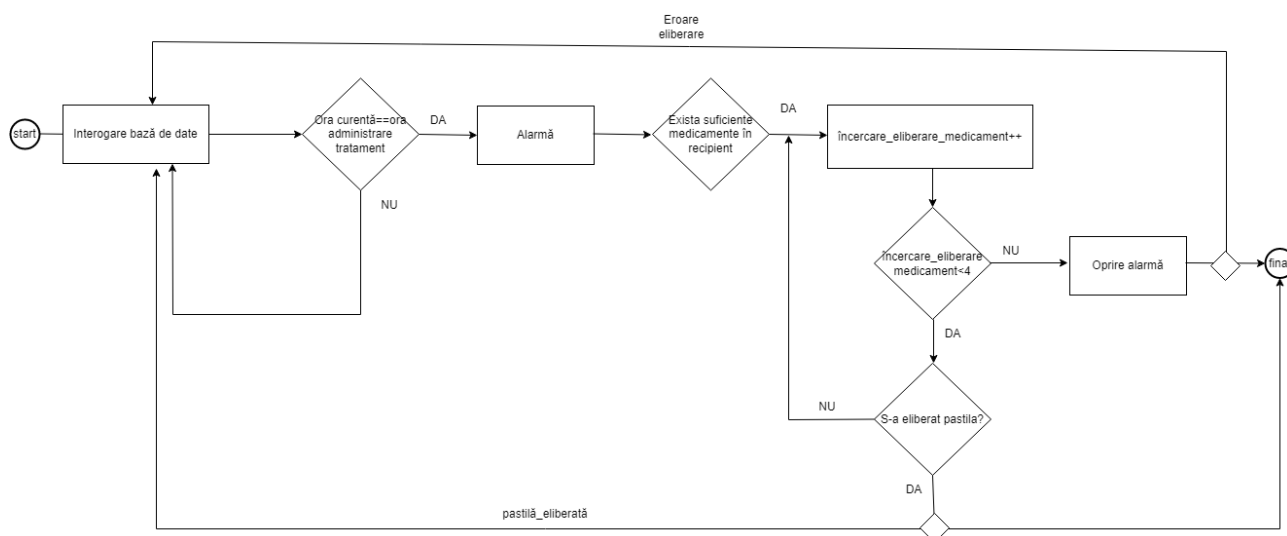 Eroare
eliberare
start
Interogare bază de date
Ora curentă==ora
administrare
tratament
DA
NU
Alarmă
Exista suficiente
medicamente în
recipient
DA
încercare_eliberare_medicament++
încercare_eliberare
medicament<4
NU
Oprire alarmă
fina
DA
S-a eliberat pastila?
NU
DA
pastilă_eliberată